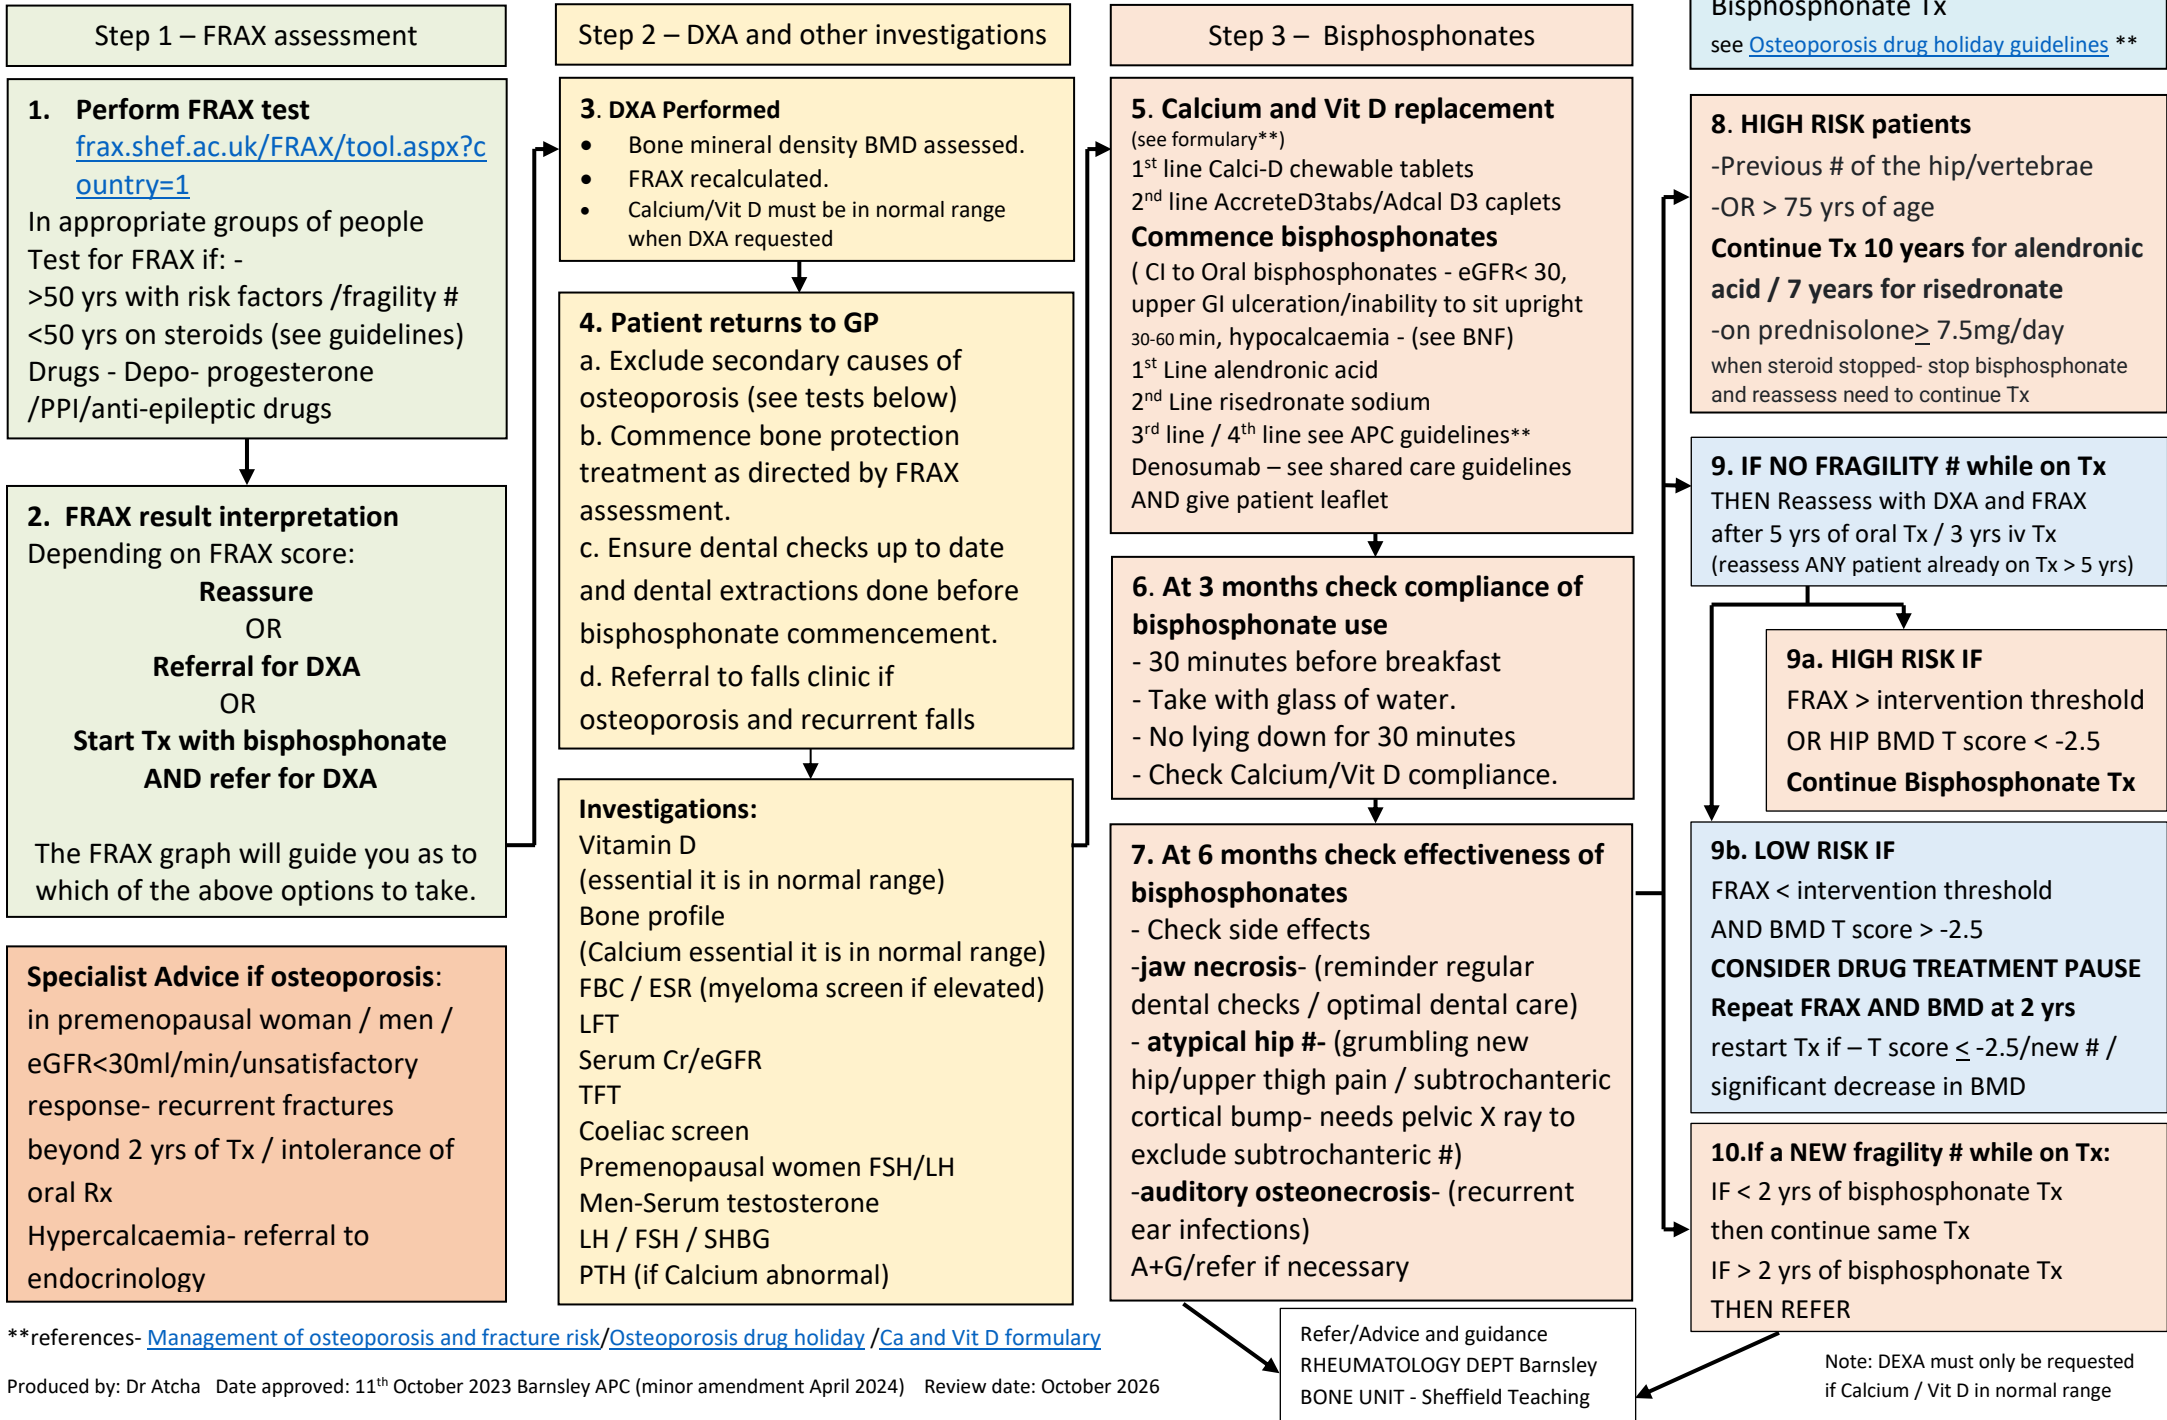 Step 1 – FRAX assessment
1. Perform FRAX test
frax.shef.ac.uk/FRAX/tool.aspx?c
ountry=1
In appropriate groups of people
Test for FRAX if: -
>50 yrs with risk factors /fragility #
<50 yrs on steroids (see guidelines)
Drugs - Depo- progesterone
/PPI/anti-epileptic drugs
2. FRAX result interpretation
Depending on FRAX score:
Reassure
OR
Referral for DXA
OR
Start Tx with bisphosphonate
AND refer for DXA
The FRAX graph will guide you as to
which of the above options to take.
Specialist Advice if osteoporosis:
in premenopausal woman / men /
eGFR<30ml/min/unsatisfactory
response- recurrent fractures
beyond 2 yrs of Tx / intolerance of
oral Rx
Hypercalcaemia- referral to
endocrinology
Step 2 – DXA and other investigations
3. DXA Performed
• Bone mineral density BMD assessed.
• FRAX recalculated.
• Calcium/Vit D must be in normal range
when DXA requested
4. Patient returns to GP
a. Exclude secondary causes of
osteoporosis (see tests below)
b. Commence bone protection
treatment as directed by FRAX
assessment.
c. Ensure dental checks up to date
and dental extractions done before
bisphosphonate commencement.
d. Referral to falls clinic if
osteoporosis and recurrent falls
Investigations:
Vitamin D
(essential it is in normal range)
Bone profile
(Calcium essential it is in normal range)
FBC / ESR (myeloma screen if elevated)
LFT
Serum Cr/eGFR
TFT
Coeliac screen
Premenopausal women FSH/LH
Men-Serum testosterone
LH / FSH / SHBG
PTH (if Calcium abnormal)
Step 3 – Bisphosphonates
5. Calcium and Vit D replacement
(see formulary**)
1st line Calci-D chewable tablets
2nd line AccreteD3tabs/Adcal D3 caplets
Commence bisphosphonates
( CI to Oral bisphosphonates - eGFR< 30,
upper GI ulceration/inability to sit upright
30-60 min, hypocalcaemia - (see BNF)
1st Line alendronic acid
2nd Line risedronate sodium
3rd line / 4th line see APC guidelines**
Denosumab – see shared care guidelines
AND give patient leaflet
6. At 3 months check compliance of
bisphosphonate use
- 30 minutes before breakfast
- Take with glass of water.
- No lying down for 30 minutes
- Check Calcium/Vit D compliance.
7. At 6 months check effectiveness of
bisphosphonates
- Check side effects
-jaw necrosis- (reminder regular
dental checks / optimal dental care)
- atypical hip #- (grumbling new
hip/upper thigh pain / subtrochanteric
cortical bump- needs pelvic X ray to
exclude subtrochanteric #)
-auditory osteonecrosis- (recurrent
ear infections)
A+G/refer if necessary
Bisphosphonate Tx
see Osteoporosis drug holiday guidelines **
8. HIGH RISK patients
-Previous # of the hip/vertebrae
-OR > 75 yrs of age
Continue Tx 10 years for alendronic
acid / 7 years for risedronate
-on prednisolone≥ 7.5mg/day
when steroid stopped- stop bisphosphonate
and reassess need to continue Tx
9. IF NO FRAGILITY # while on Tx
THEN Reassess with DXA and FRAX
after 5 yrs of oral Tx / 3 yrs iv Tx
(reassess ANY patient already on Tx > 5 yrs)
9a. HIGH RISK IF
FRAX > intervention threshold
OR HIP BMD T score < -2.5
Continue Bisphosphonate Tx
9b. LOW RISK IF
FRAX < intervention threshold
AND BMD T score > -2.5
CONSIDER DRUG TREATMENT PAUSE
Repeat FRAX AND BMD at 2 yrs
restart Tx if – T score ≤ -2.5/new # /
significant decrease in BMD
10.If a NEW fragility # while on Tx:
IF < 2 yrs of bisphosphonate Tx
then continue same Tx
IF > 2 yrs of bisphosphonate Tx
THEN REFER
**references- Management of osteoporosis and fracture risk/Osteoporosis drug holiday /Ca and Vit D formulary
Produced by: Dr Atcha Date approved: 11th October 2023 Barnsley APC (minor amendment April 2024) Review date: October 2026
Refer/Advice and guidance
RHEUMATOLOGY DEPT Barnsley
BONE UNIT - Sheffield Teaching
Note: DEXA must only be requested
if Calcium / Vit D in normal range